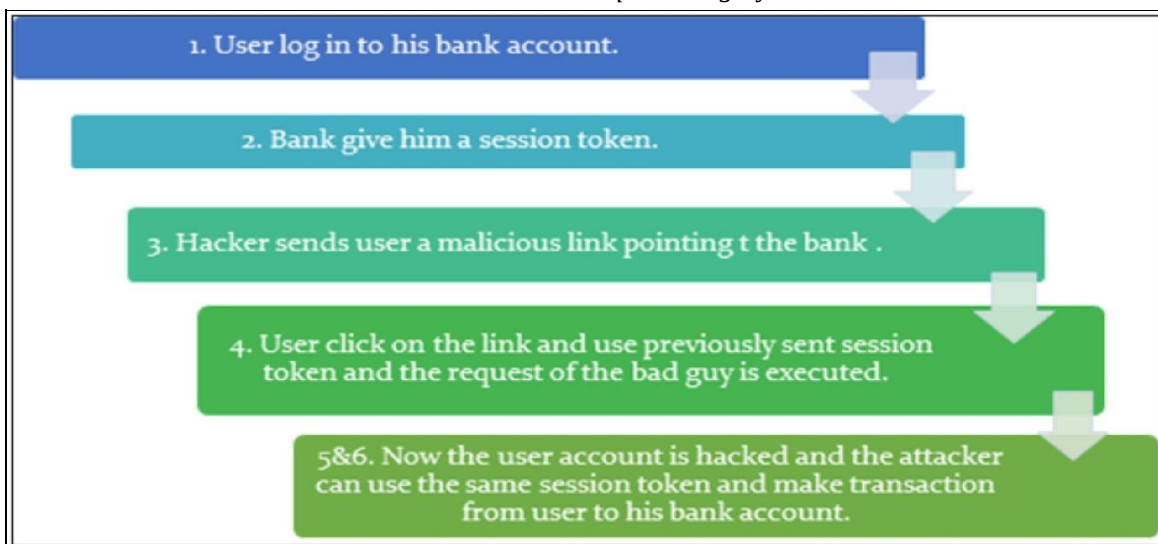 1. User log in to his bank account.
2. Bank give him a session token.
3. Hacker sends user a malicious link pointing t the bank .
4. User click on the link and use previously sent session
token and the request of the bad guy is executed.
5&6. Now the user account is hacked and the attacker
can use the same session token and make transaction
from user to his bank account.